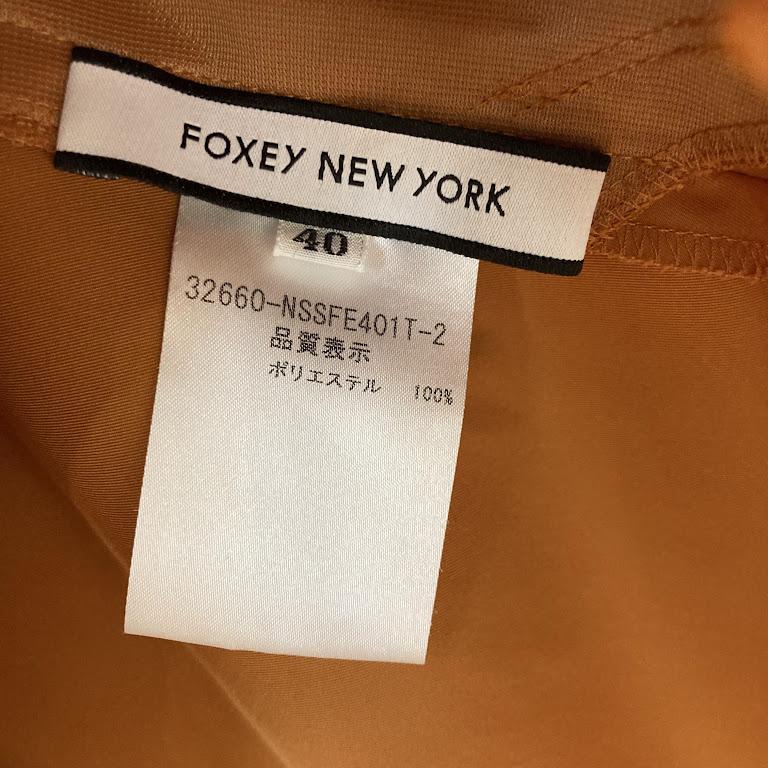 FOXEY NEW YORK
40
32660-NSSFE401T-2
品質表示
ポリエステル 100%